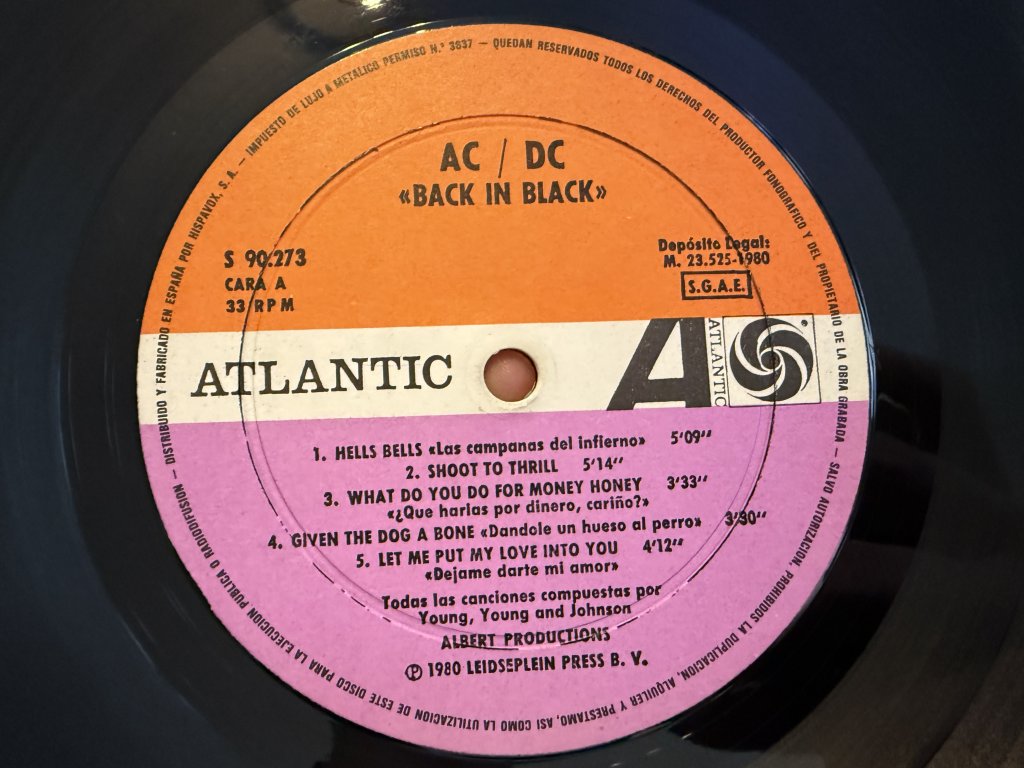 IMPUESTO DE LUJO A METALICO PERMISO N.º 3837 — QUEDAN RESERVADOS TODOS LOS DERECHOS DEL PRODUCTOR FONOGRAFICO Y DEL PROPIETARIO DE LA OBRA GRABADA — SALVO AUTORIZACION, PROHIBIDOS LA DUPLICACION, ALQUILER Y PRESTAMO, ASI COMO LA UTILIZACION DE ESTE DISCO PARA LA EJECUCION PUBLICA O RADIODIFUSION — DISTRIBUIDO Y FABRICADO EN ESPAÑA POR HISPAVOX, S. A. —
AC / DC
«BACK IN BLACK»
S 90.273
CARA A
33 RPM
Depósito Legal:
M. 23.525-1980
S.G.A.E.
ATLANTIC
A
ATLANTIC
1. HELLS BELLS «Las campanas del infierno» 5'09''
2. SHOOT TO THRILL 5'14''
3. WHAT DO YOU DO FOR MONEY HONEY 3'33''
«¿Que harias por dinero, cariño?»
4. GIVEN THE DOG A BONE «Dandole un hueso al perro» 3'30''
5. LET ME PUT MY LOVE INTO YOU 4'12''
«Dejame darte mi amor»
Todas las canciones compuestas por
Young, Young and Johnson
ALBERT PRODUCTIONS
Ⓟ 1980 LEIDSEPLEIN PRESS B. V.